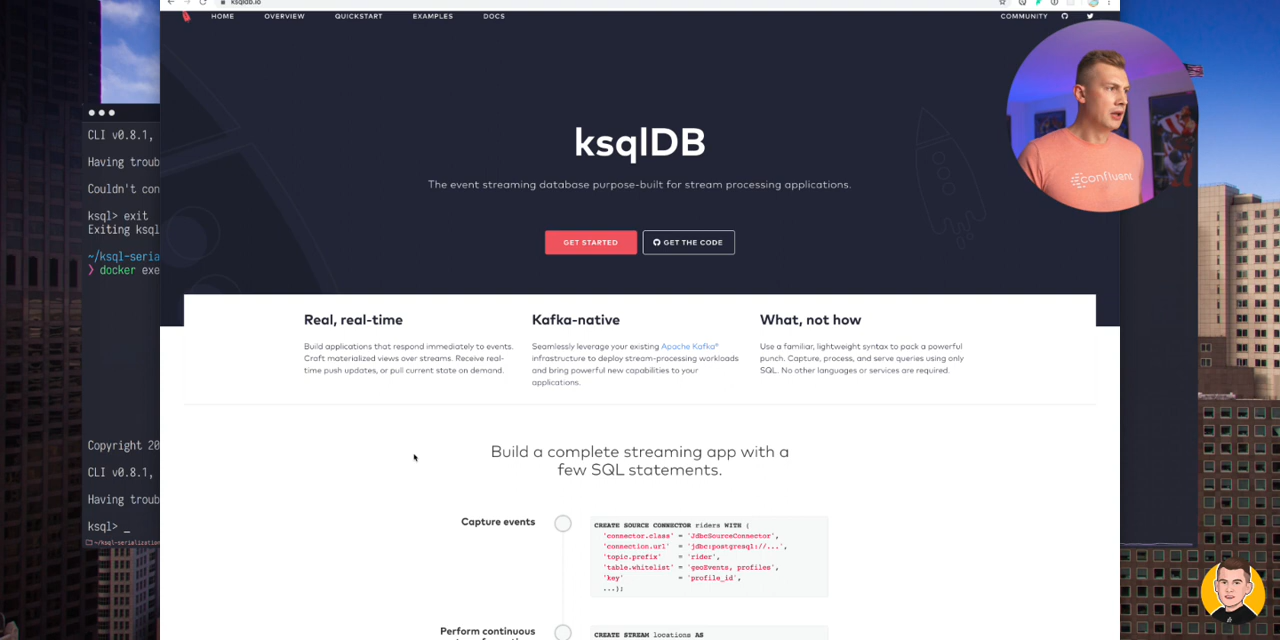 ksqldb.io
HOME OVERVIEW QUICKSTART EXAMPLES DOCS
COMMUNITY
ksqlDB
The event streaming database purpose-built for stream processing applications.
GET STARTED
GET THE CODE
Real, real-time
Build applications that respond immediately to events.
Craft materialized views over streams. Receive real-
time push updates, or pull current state on demand.
Kafka-native
Seamlessly leverage your existing Apache Kafka®
infrastructure to deploy stream-processing workloads
and bring powerful new capabilities to your
applications.
What, not how
Use a familiar, lightweight syntax to pack a powerful
punch. Capture, process, and serve queries using only
SQL. No other languages or services are required.
Build a complete streaming app with a
few SQL statements.
Capture events
CREATE SOURCE CONNECTOR riders WITH (
'connector.class' = 'JdbcSourceConnector',
'connection.url' = 'jdbc:postgresql://...',
'topic.prefix' = 'rider',
'table.whitelist' = 'geoEvents, profiles',
'key' = 'profile_id',
...);
Perform continuous
CREATE STREAM locations AS
CLI v0.8.1,
Having troub
Couldn't con
ksql> exit
Exiting ksql
~/ksql-seria
❯ docker exe
Copyright 20
CLI v0.8.1,
Having troub
ksql> _
~/ksql-serialization
confluent